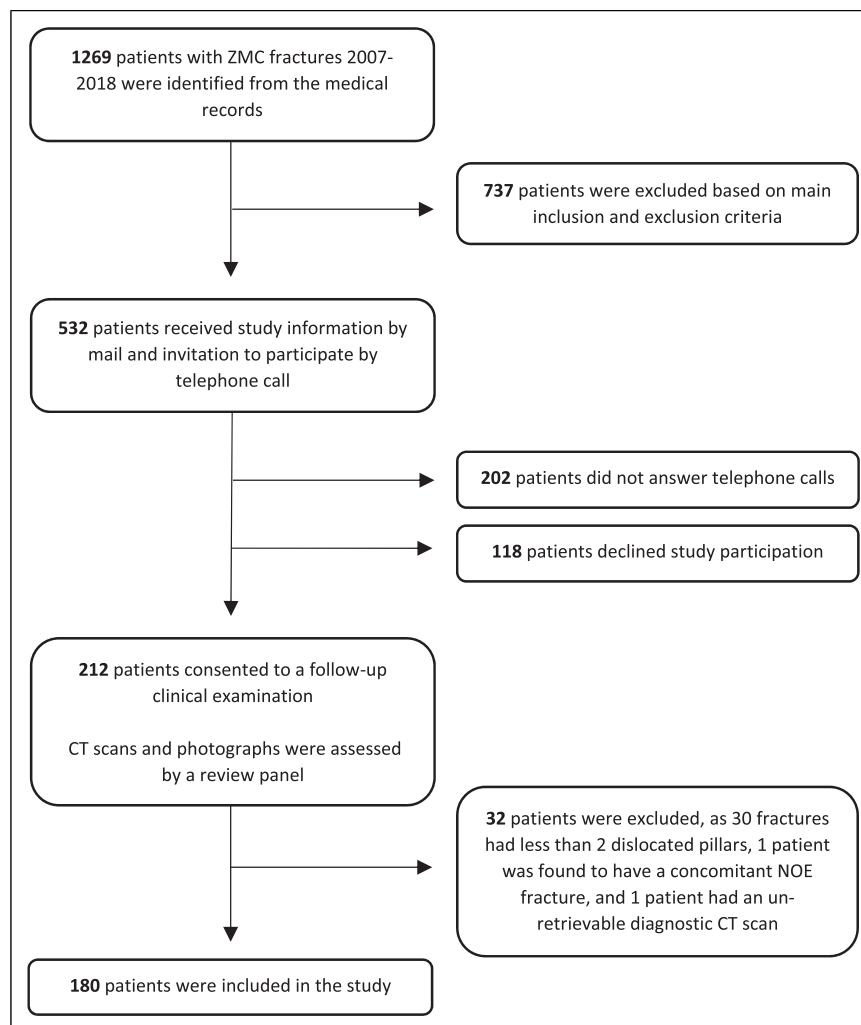 1269 patients with ZMC fractures 2007-
2018 were identified from the medical
records
737 patients were excluded based on main
inclusion and exclusion criteria
532 patients received study information by
mail and invitation to participate by
telephone call
202 patients did not answer telephone calls
118 patients declined study participation
212 patients consented to a follow-up
clinical examination
CT scans and photographs were assessed
by a review panel
32 patients were excluded, as 30 fractures
had less than 2 dislocated pillars, 1 patient
was found to have a concomitant NOE
fracture, and 1 patient had an un-
retrievable diagnostic CT scan
180 patients were included in the study